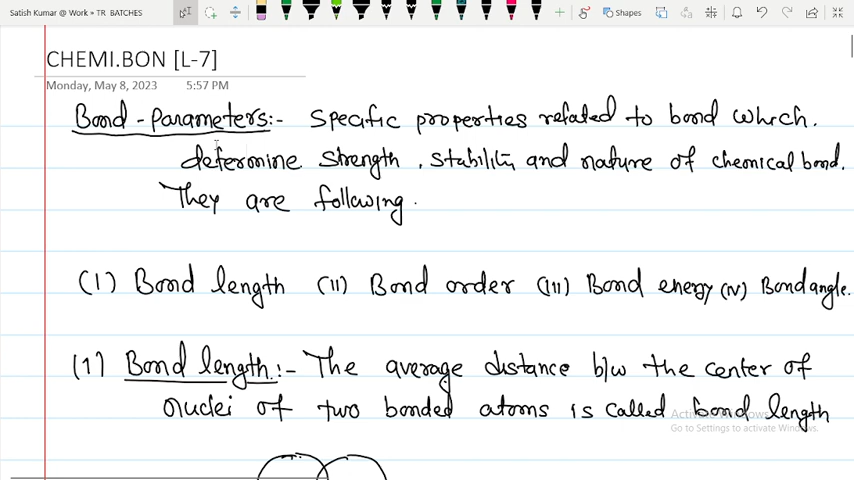 Satish Kumar @ Work » TR BATCHES
Shapes
CHEMI.BON [L-7]
Monday, May 8, 2023 5:57 PM
Bond - Parameters:- Specific properties related to bond which.
determine strength, stability and nature of chemical bond.
They are following.
(I) Bond length (II) Bond order (III) Bond energy (IV) Bond angle.
(1) Bond length:- The average distance b/w the center of
nuclei of two bonded atoms is called bond length
Activate Windows
Go to Settings to activate Windows.